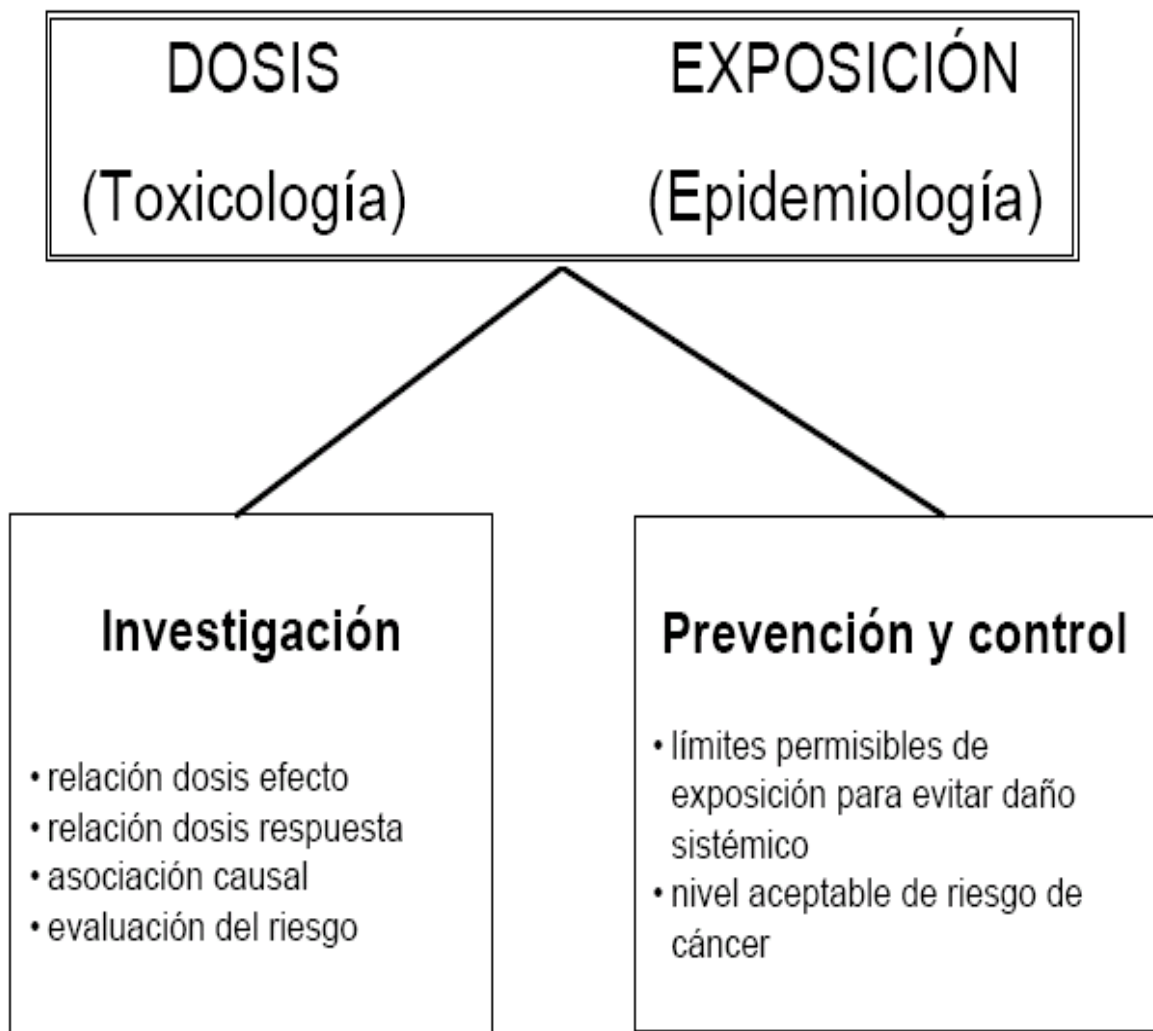 DOSIS EXPOSICIÓN
(Toxicología) (Epidemiología)
Investigación
• relación dosis efecto
• relación dosis respuesta
• asociación causal
• evaluación del riesgo
Prevención y control
• límites permisibles de
exposición para evitar daño
sistémico
• nivel aceptable de riesgo de
cáncer